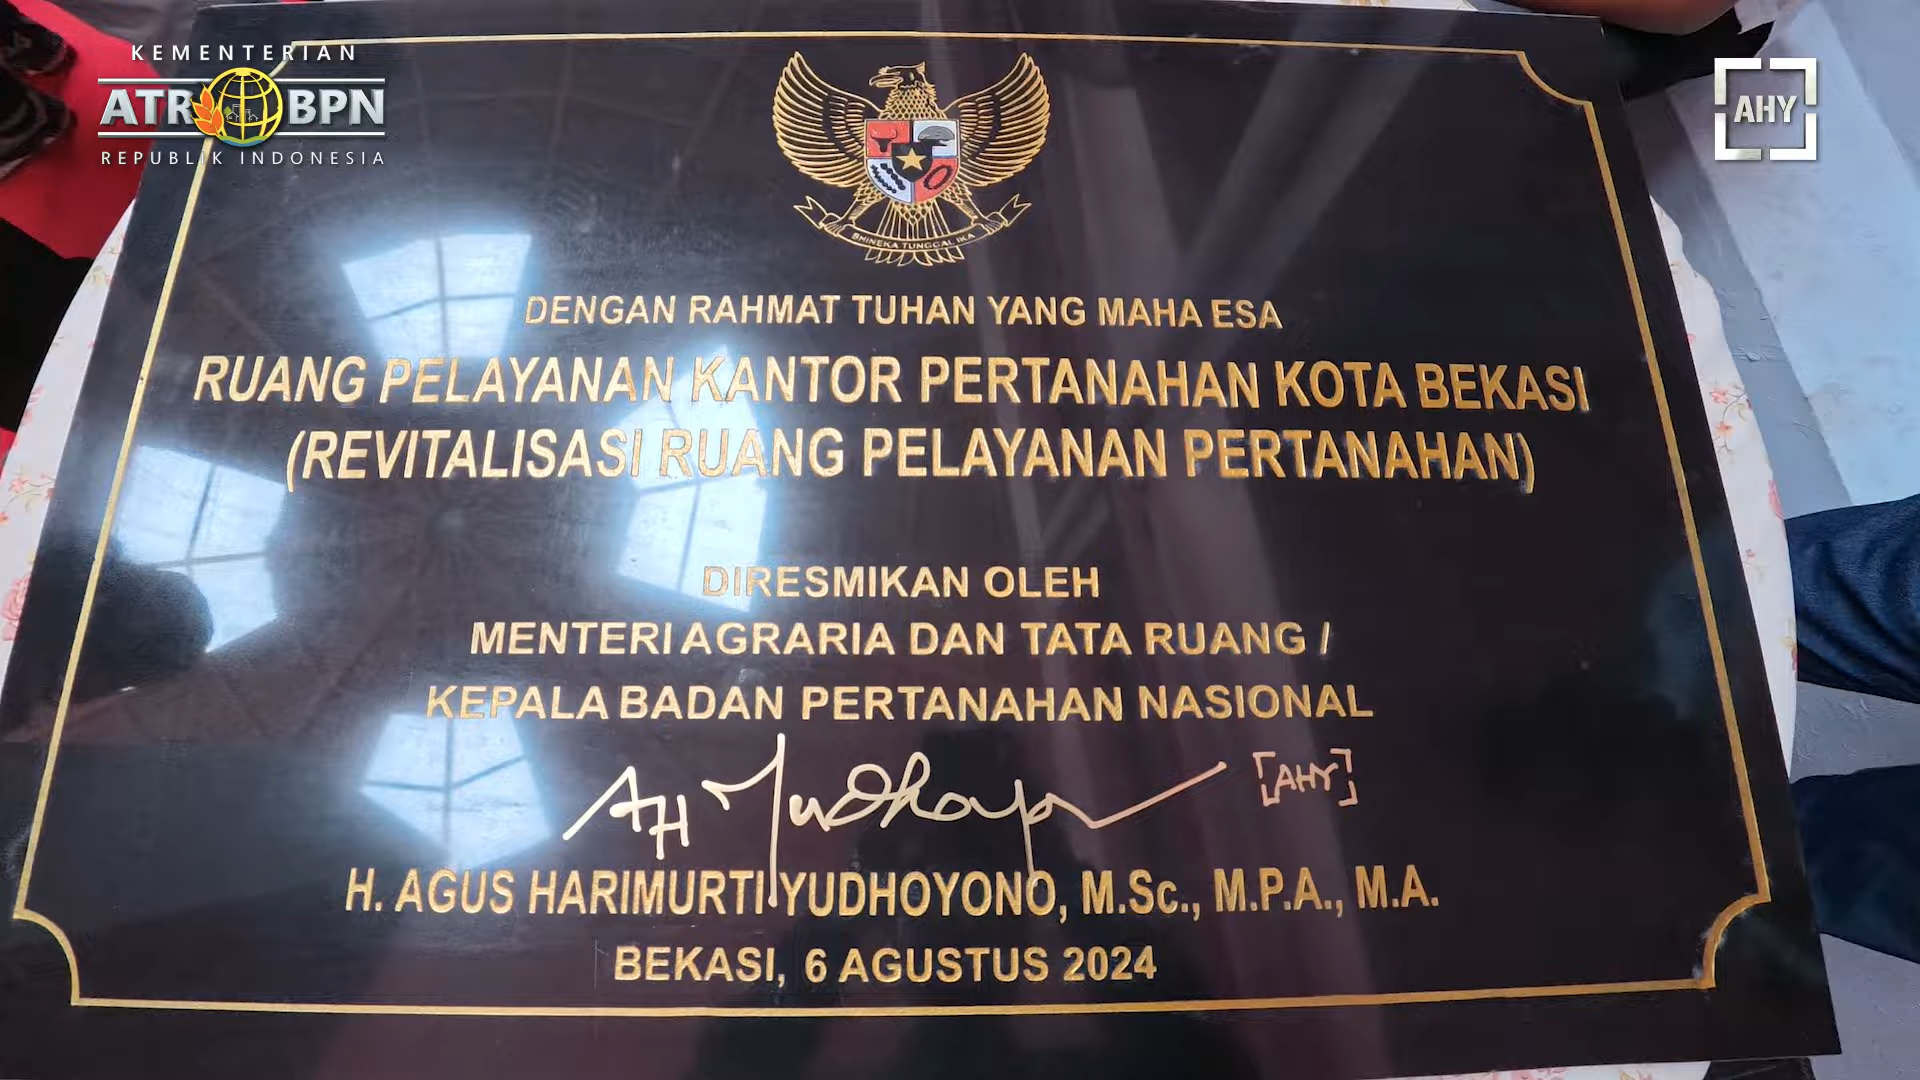 KEMENTERIAN
ATR BPN
REPUBLIK INDONESIA
AHY
BHINEKA TUNGGAL IKA
DENGAN RAHMAT TUHAN YANG MAHA ESA
RUANG PELAYANAN KANTOR PERTANAHAN KOTA BEKASI
(REVITALISASI RUANG PELAYANAN PERTANAHAN)
DIRESMIKAN OLEH
MENTERI AGRARIA DAN TATA RUANG /
KEPALA BADAN PERTANAHAN NASIONAL
AH Yudhoyono
[AHY]
H. AGUS HARIMURTI YUDHOYONO, M.Sc., M.P.A., M.A.
BEKASI, 6 AGUSTUS 2024